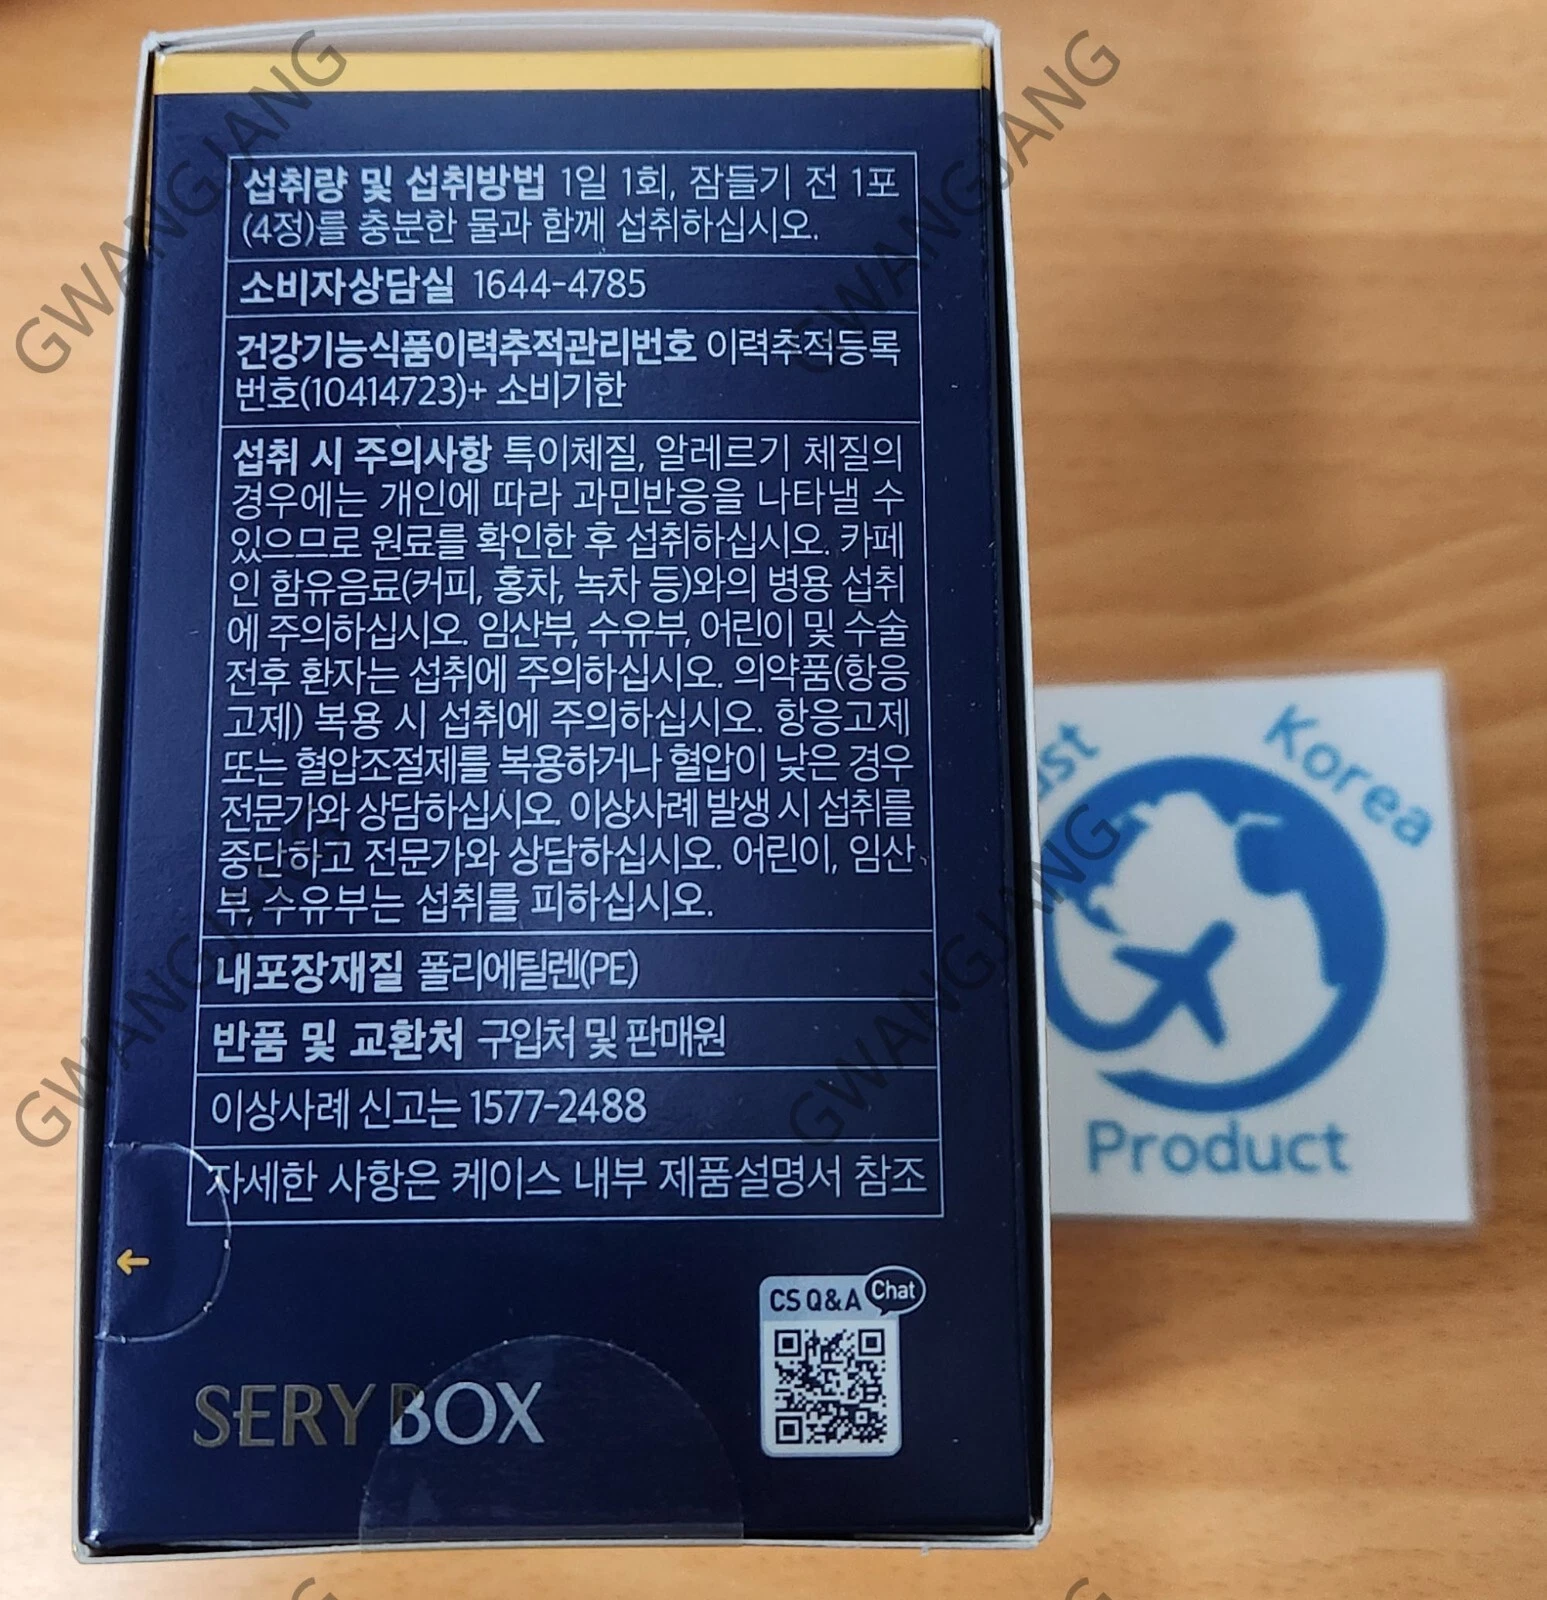 섭취량 및 섭취방법 1일 1회, 잠들기 전 1포
(4정)를 충분한 물과 함께 섭취하십시오.
소비자상담실 1644-4785
건강기능식품이력추적관리번호 이력추적등록
번호(10414723)+ 소비기한
섭취 시 주의사항 특이체질, 알레르기 체질의
경우에는 개인에 따라 과민반응을 나타낼 수
있으므로 원료를 확인한 후 섭취하십시오. 카페
인 함유음료(커피, 홍차, 녹차 등)와의 병용 섭취
에 주의하십시오. 임산부, 수유부, 어린이 및 수술
전후 환자는 섭취에 주의하십시오. 의약품(항응
고제) 복용 시 섭취에 주의하십시오. 항응고제
또는 혈압조절제를 복용하거나 혈압이 낮은 경우
전문가와 상담하십시오. 이상사례 발생 시 섭취를
중단하고 전문가와 상담하십시오. 어린이, 임산
부, 수유부는 섭취를 피하십시오.
내포장재질 폴리에틸렌(PE)
반품 및 교환처 구입처 및 판매원
이상사례 신고는 1577-2488
자세한 사항은 케이스 내부 제품설명서 참조
CS Q&A Chat
SERY BOX
Korea
Product
GWANGJANG
GWANGJANG
GWANGJANG
GWANGJANG